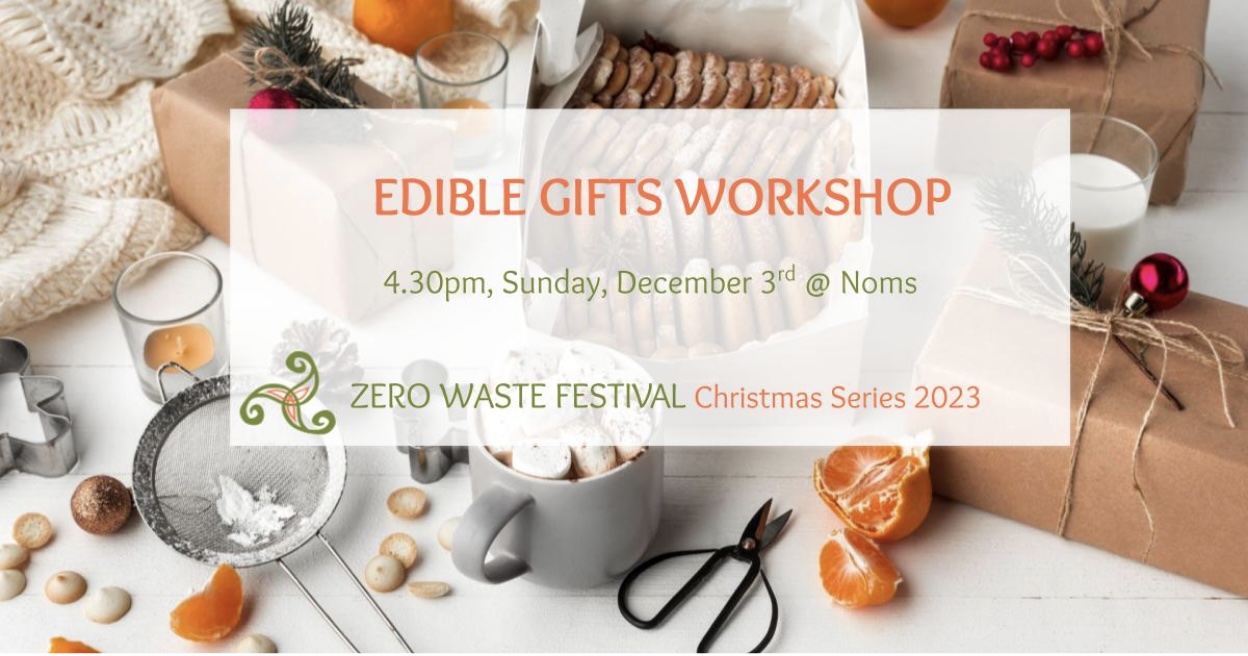 EDIBLE GIFTS WORKSHOP
4.30pm, Sunday, December 3rd @ Noms
ZERO WASTE FESTIVAL Christmas Series 2023